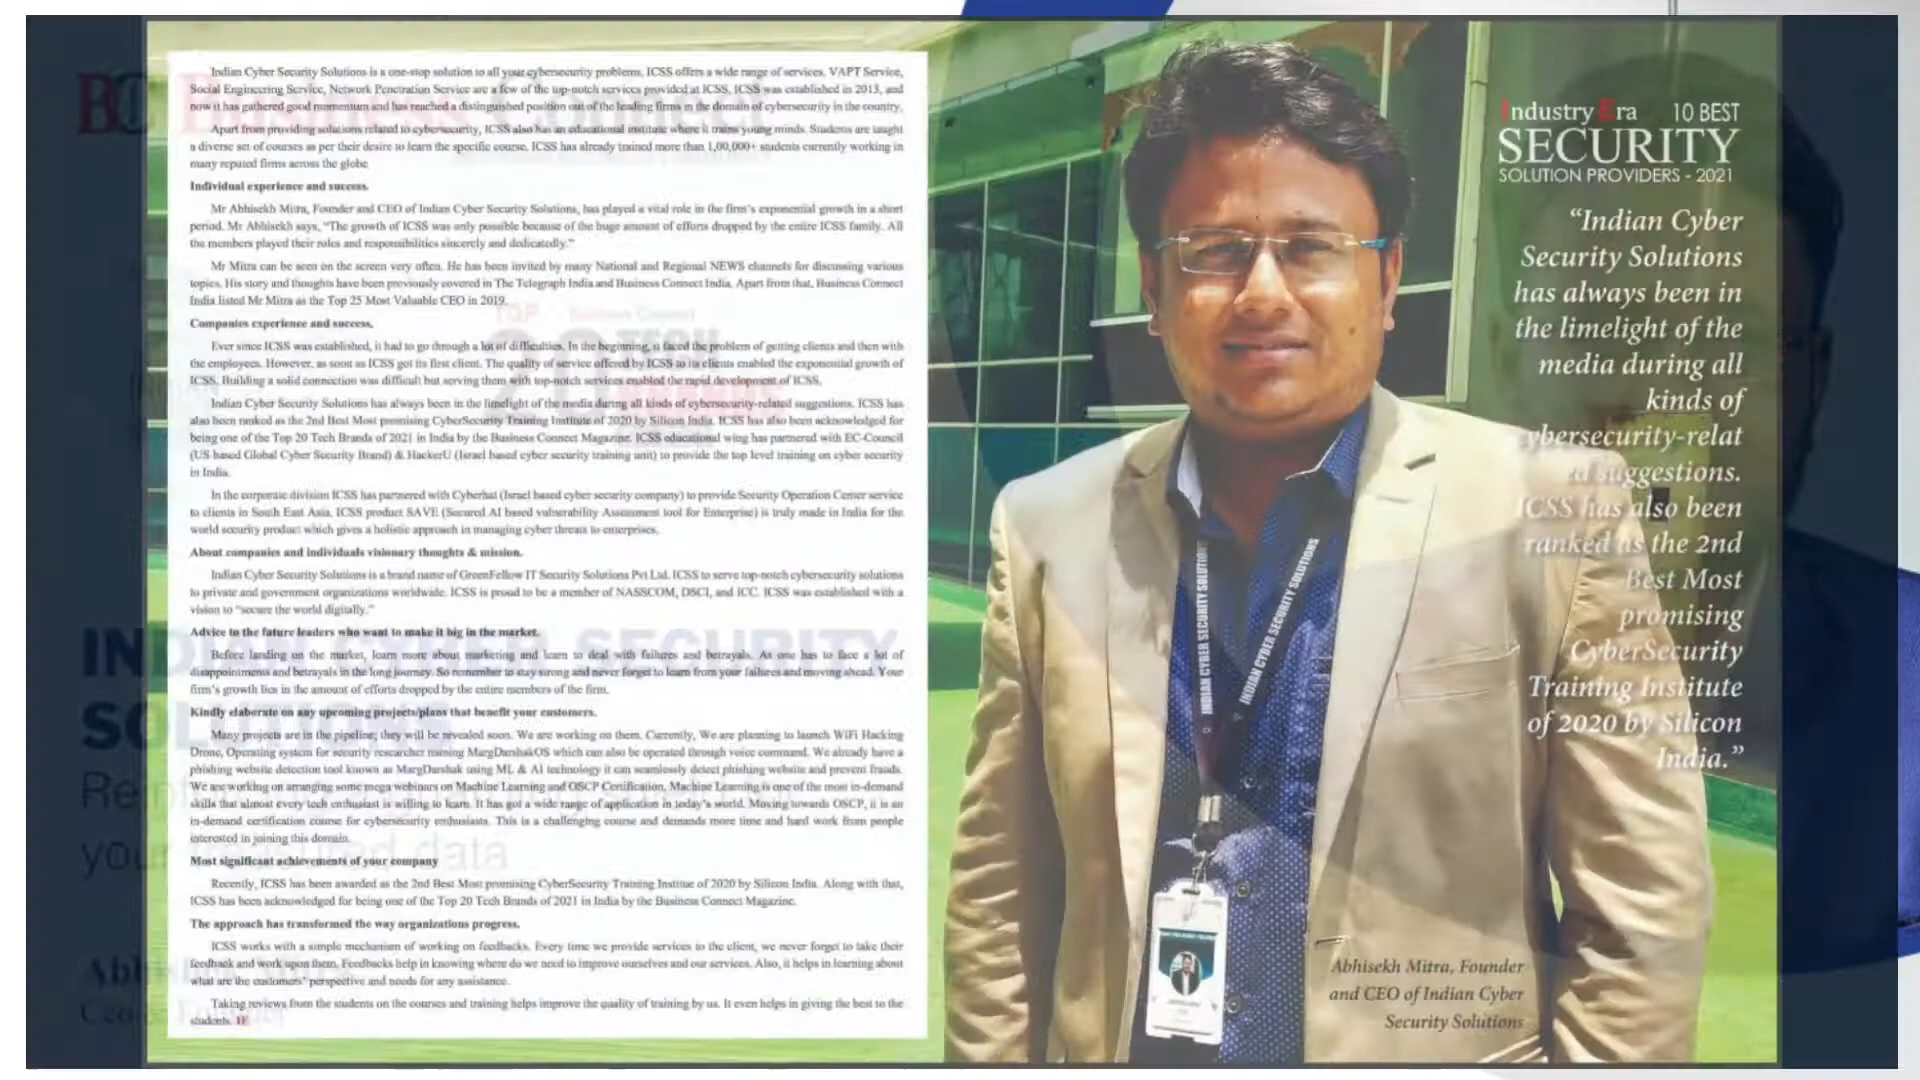 Indian Cyber Security Solutions is a one-stop solution to all your cybersecurity problems. ICSS offers a wide range of services. VAPT Service,
Social Engineering Service, Network Penetration Service are a few of the top-notch services provided at ICSS. ICSS was established in 2013, and
now it has gathered good momentum and has reached a distinguished position out of the leading firms in the domain of cybersecurity in the country.
Apart from providing solutions related to cybersecurity, ICSS also has an educational institute where it trains young minds. Students are taught
a diverse set of courses as per their desire to learn the specific course. ICSS has already trained more than 1,00,000+ students currently working in
many reputed firms across the globe.
Individual experience and success.
Mr Abhisekh Mitra, Founder and CEO of Indian Cyber Security Solutions, has played a vital role in the firm's exponential growth in a short
period. Mr Abhisekh says, "The growth of ICSS was only possible because of the huge amount of efforts dropped by the entire ICSS family. All
the members played their roles and responsibilities sincerely and dedicatedly."
Mr Mitra can be seen on the screen very often. He has been invited by many National and Regional NEWS channels for discussing various
topics. His story and thoughts have been previously covered in The Telegraph India and Business Connect India. Apart from that, Business Connect
India listed Mr Mitra as the Top 25 Most Valuable CEO in 2019.
Companies experience and success.
Ever since ICSS was established, it had to go through a lot of difficulties. In the beginning, it faced the problem of getting clients and then with
the employees. However, as soon as ICSS got its first client. The quality of service offered by ICSS to its clients enabled the exponential growth of
ICSS. Building a solid connection was difficult but serving them with top-notch services enabled the rapid development of ICSS.
Indian Cyber Security Solutions has always been in the limelight of the media during all kinds of cybersecurity-related suggestions. ICSS has
also been ranked as the 2nd Best Most promising CyberSecurity Training Institute of 2020 by Silicon India. ICSS has also been acknowledged for
being one of the Top 20 Tech Brands of 2021 in India by the Business Connect Magazine. ICSS educational wing has partnered with EC-Council
(US based Global Cyber Security Brand) & HackerU (Israel based cyber security training unit) to provide the top level training on cyber security
in India.
In the corporate division ICSS has partnered with Cyberhat (Israel based cyber security company) to provide Security Operation Center service
to clients in South East Asia. ICSS product SAVE (Secured AI based vulnerability Assessment tool for Enterprise) is truly made in India for the
world security product which gives a holistic approach in managing cyber threats to enterprises.
About companies and individuals visionary thoughts & mission.
Indian Cyber Security Solutions is a brand name of GreenFellow IT Security Solutions Pvt Ltd. ICSS to serve top-notch cybersecurity solutions
to private and government organizations worldwide. ICSS is proud to be a member of NASSCOM, DSCI, and ICC. ICSS was established with a
vision to "secure the world digitally."
Advice to the future leaders who want to make it big in the market.
Before landing on the market, learn more about marketing and learn to deal with failures and betrayals. As one has to face a lot of
disappointments and betrayals in the long journey. So remember to stay strong and never forget to learn from your failures and moving ahead. Your
firm's growth lies in the amount of efforts dropped by the entire members of the firm.
Kindly elaborate on any upcoming projects/plans that benefit your customers.
Many projects are in the pipeline; they will be revealed soon. We are working on them. Currently, We are planning to launch WiFi Hacking
Drone, Operating system for security researcher naming MargDarshakOS which can also be operated through voice command. We already have a
phishing website detection tool known as MargDarshak using ML & AI technology it can seamlessly detect phishing website and prevent frauds.
We are working on arranging some mega webinars on Machine Learning and OSCP Certification. Machine Learning is one of the most in-demand
skills that almost every tech enthusiast is willing to learn. It has got a wide range of application in today's world. Moving towards OSCP, it is an
in-demand certification course for cybersecurity enthusiasts. This is a challenging course and demands more time and hard work from people
interested in joining this domain.
Most significant achievements of your company
Recently, ICSS has been awarded as the 2nd Best Most promising CyberSecurity Training Institue of 2020 by Silicon India. Along with that,
ICSS has been acknowledged for being one of the Top 20 Tech Brands of 2021 in India by the Business Connect Magazine.
The approach has transformed the way organizations progress.
ICSS works with a simple mechanism of working on feedbacks. Every time we provide services to the client, we never forget to take their
feedback and work upon them. Feedbacks help in knowing where do we need to improve ourselves and our services. Also, it helps in learning about
what are the customers' perspective and needs for any assistance.
Taking reviews from the students on the courses and training helps improve the quality of training by us. It even helps in giving the best to the
students. IE
Industry Era 10 BEST
SECURITY
SOLUTION PROVIDERS - 2021
"Indian Cyber
Security Solutions
has always been in
the limelight of the
media during all
kinds of
ybersecurity-relat
d suggestions.
ICSS has also been
ranked as the 2nd
Best Most
promising
CyberSecurity
Training Institute
of 2020 by Silicon
India."
INDIAN CYBER SECURITY SOLUTIONS
INDIAN CYBER SECURITY SOLUTIONS
Abhisekh Mitra, Founder
and CEO of Indian Cyber
Security Solutions
INDIAN CYBER SECURITY